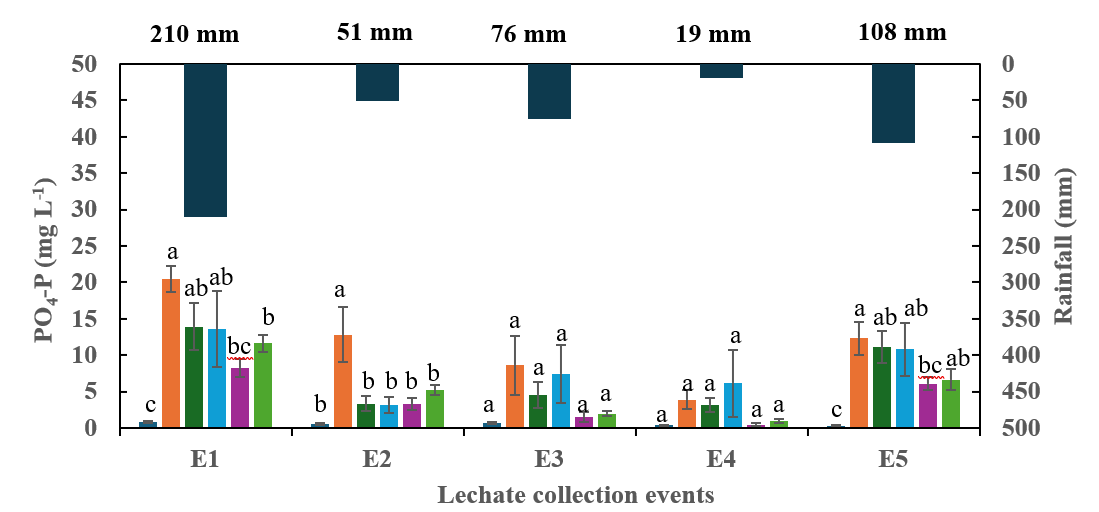 210 mm 51 mm 76 mm 19 mm 108 mm
50 0
45 50
40 100
35 150
30 200
25 250
20 300
15 350
10 400
5 450
0 500
PO₄-P (mg L⁻¹)
Rainfall (mm)
c a ab ab bc b
b a b b b b
a a a a a a
a a a a a a
c a ab ab bc ab
E1 E2 E3 E4 E5
Lechate collection events